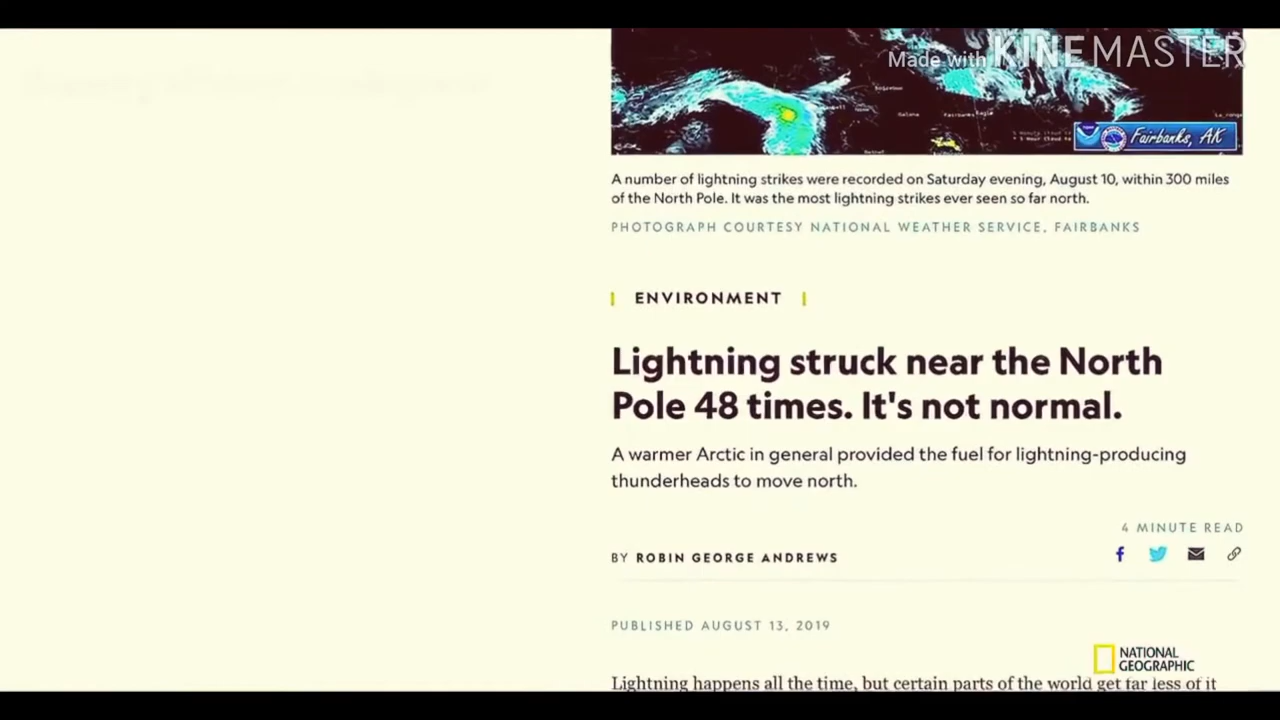 Made with KINEMASTER
Fairbanks, AK
A number of lightning strikes were recorded on Saturday evening, August 10, within 300 miles
of the North Pole. It was the most lightning strikes ever seen so far north.
PHOTOGRAPH COURTESY NATIONAL WEATHER SERVICE, FAIRBANKS
ENVIRONMENT
Lightning struck near the North
Pole 48 times. It's not normal.
A warmer Arctic in general provided the fuel for lightning-producing
thunderheads to move north.
4 MINUTE READ
BY ROBIN GEORGE ANDREWS
PUBLISHED AUGUST 13, 2019
NATIONAL
GEOGRAPHIC
Lightning happens all the time, but certain parts of the world get far less of it